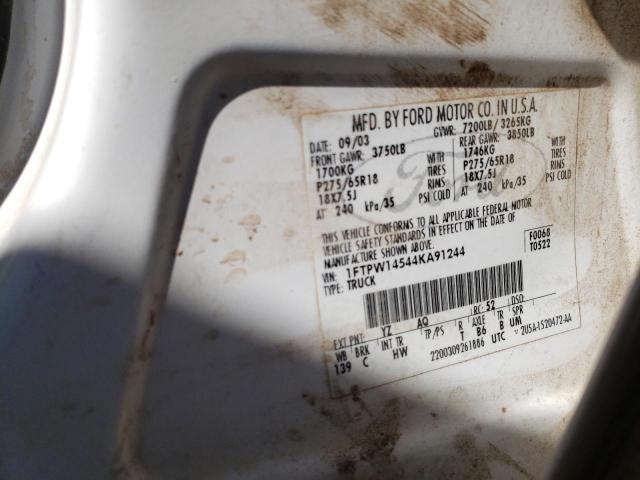 MFD. BY FORD MOTOR CO. IN U.S.A.
DATE: 09/03 GVWR: 7200LB/ 3265KG
FRONT GAWR: 3750LB REAR GAWR: 3850LB
1700KG WITH 1746KG WITH
P275/65R18 TIRES P275/65R18 TIRES
18X7.5J RIMS 18X7.5J RIMS
AT 240 kPa/35 PSI COLD AT 240 kPa/35 PSI COLD
Ford
THIS VEHICLE CONFORMS TO ALL APPLICABLE FEDERAL MOTOR
VEHICLE SAFETY STANDARDS IN EFFECT ON THE DATE OF
MANUFACTURE SHOWN ABOVE.
VIN: 1FTPW14544KA91244 F0068
TYPE: TRUCK T0522
EXT PNT: YZ AQ RC: 52 DSO:
WB BRK INT TR TP/PS R AXLE TR SPR
139 C HW T B6 B UM
2200309261886 UTC 2U5A-1520472-AA